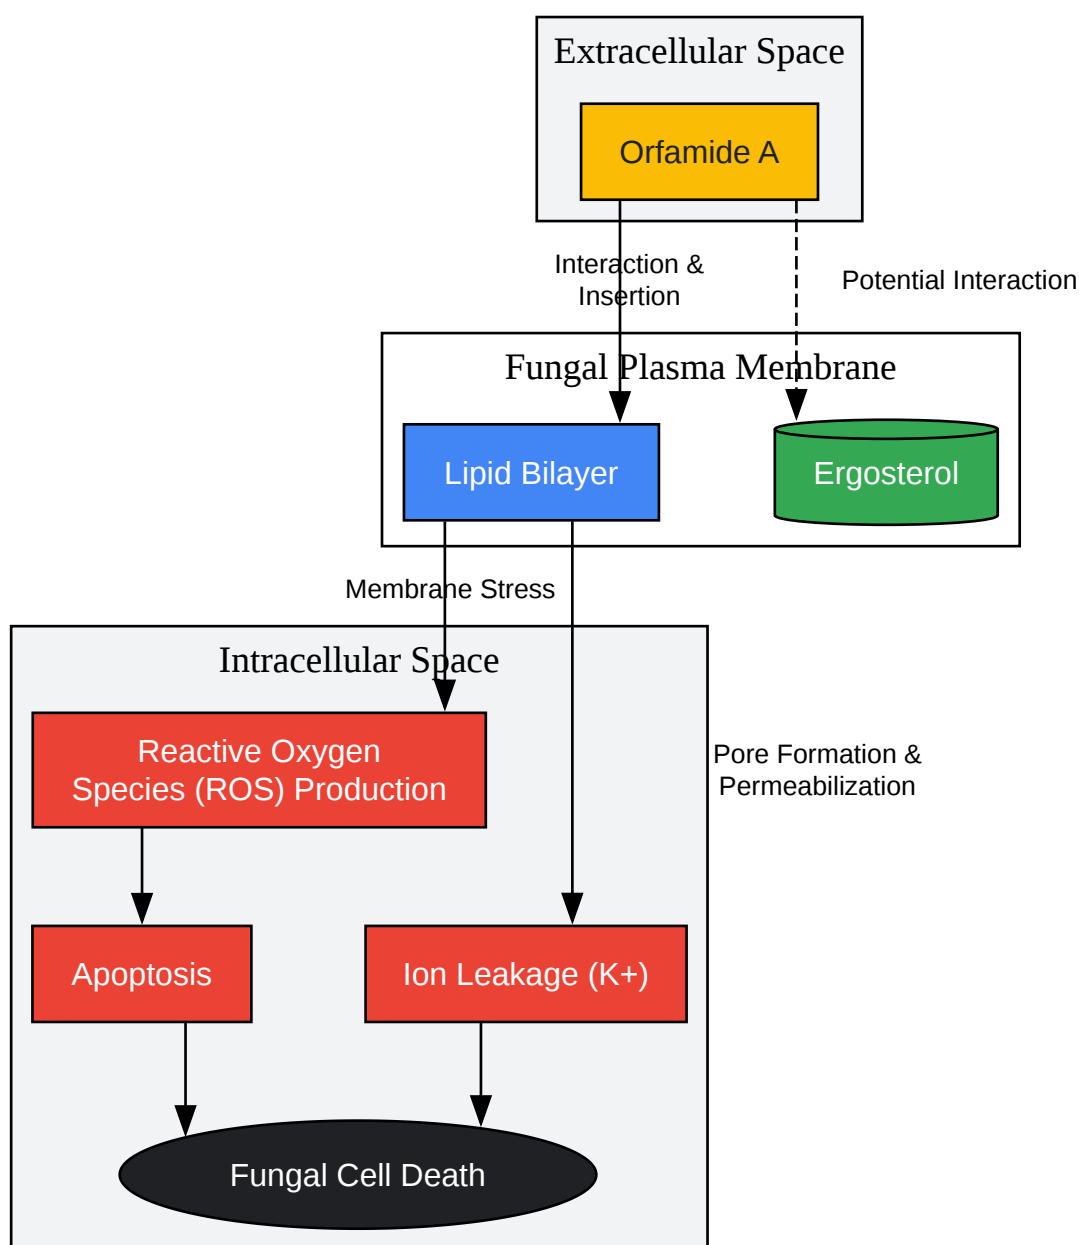 Extracellular Space
Orfamide A
Interaction &
Insertion
Potential Interaction
Fungal Plasma Membrane
Lipid Bilayer
Ergosterol
Membrane Stress
Intracellular Space
Reactive Oxygen
Species (ROS) Production
Pore Formation &
Permeabilization
Apoptosis
Ion Leakage (K+)
Fungal Cell Death